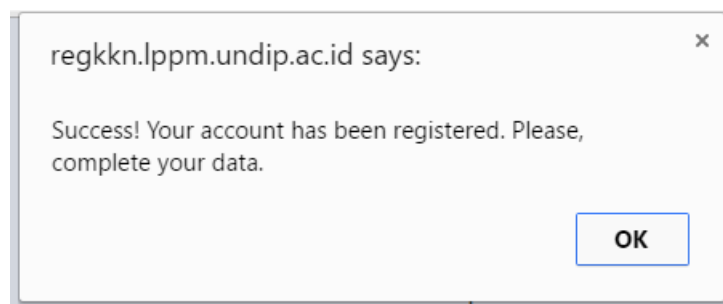 regkkn.lppm.undip.ac.id says:
×
Success! Your account has been registered. Please,
complete your data.
OK